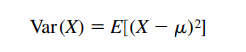 Var(X) = E[(X − μ)²]